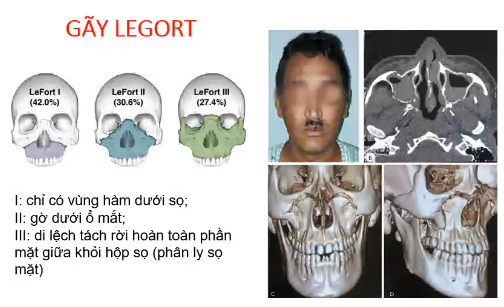 GÃY LEGORT
LeFort I
(42.0%)
LeFort II
(30.6%)
LeFort III
(27.4%)
I: chỉ có vùng hàm dưới sọ;
II: gờ dưới ổ mắt;
III: di lệch tách rời hoàn toàn phần
mặt giữa khỏi hộp sọ (phân ly sọ
mặt)
A
B
C
D